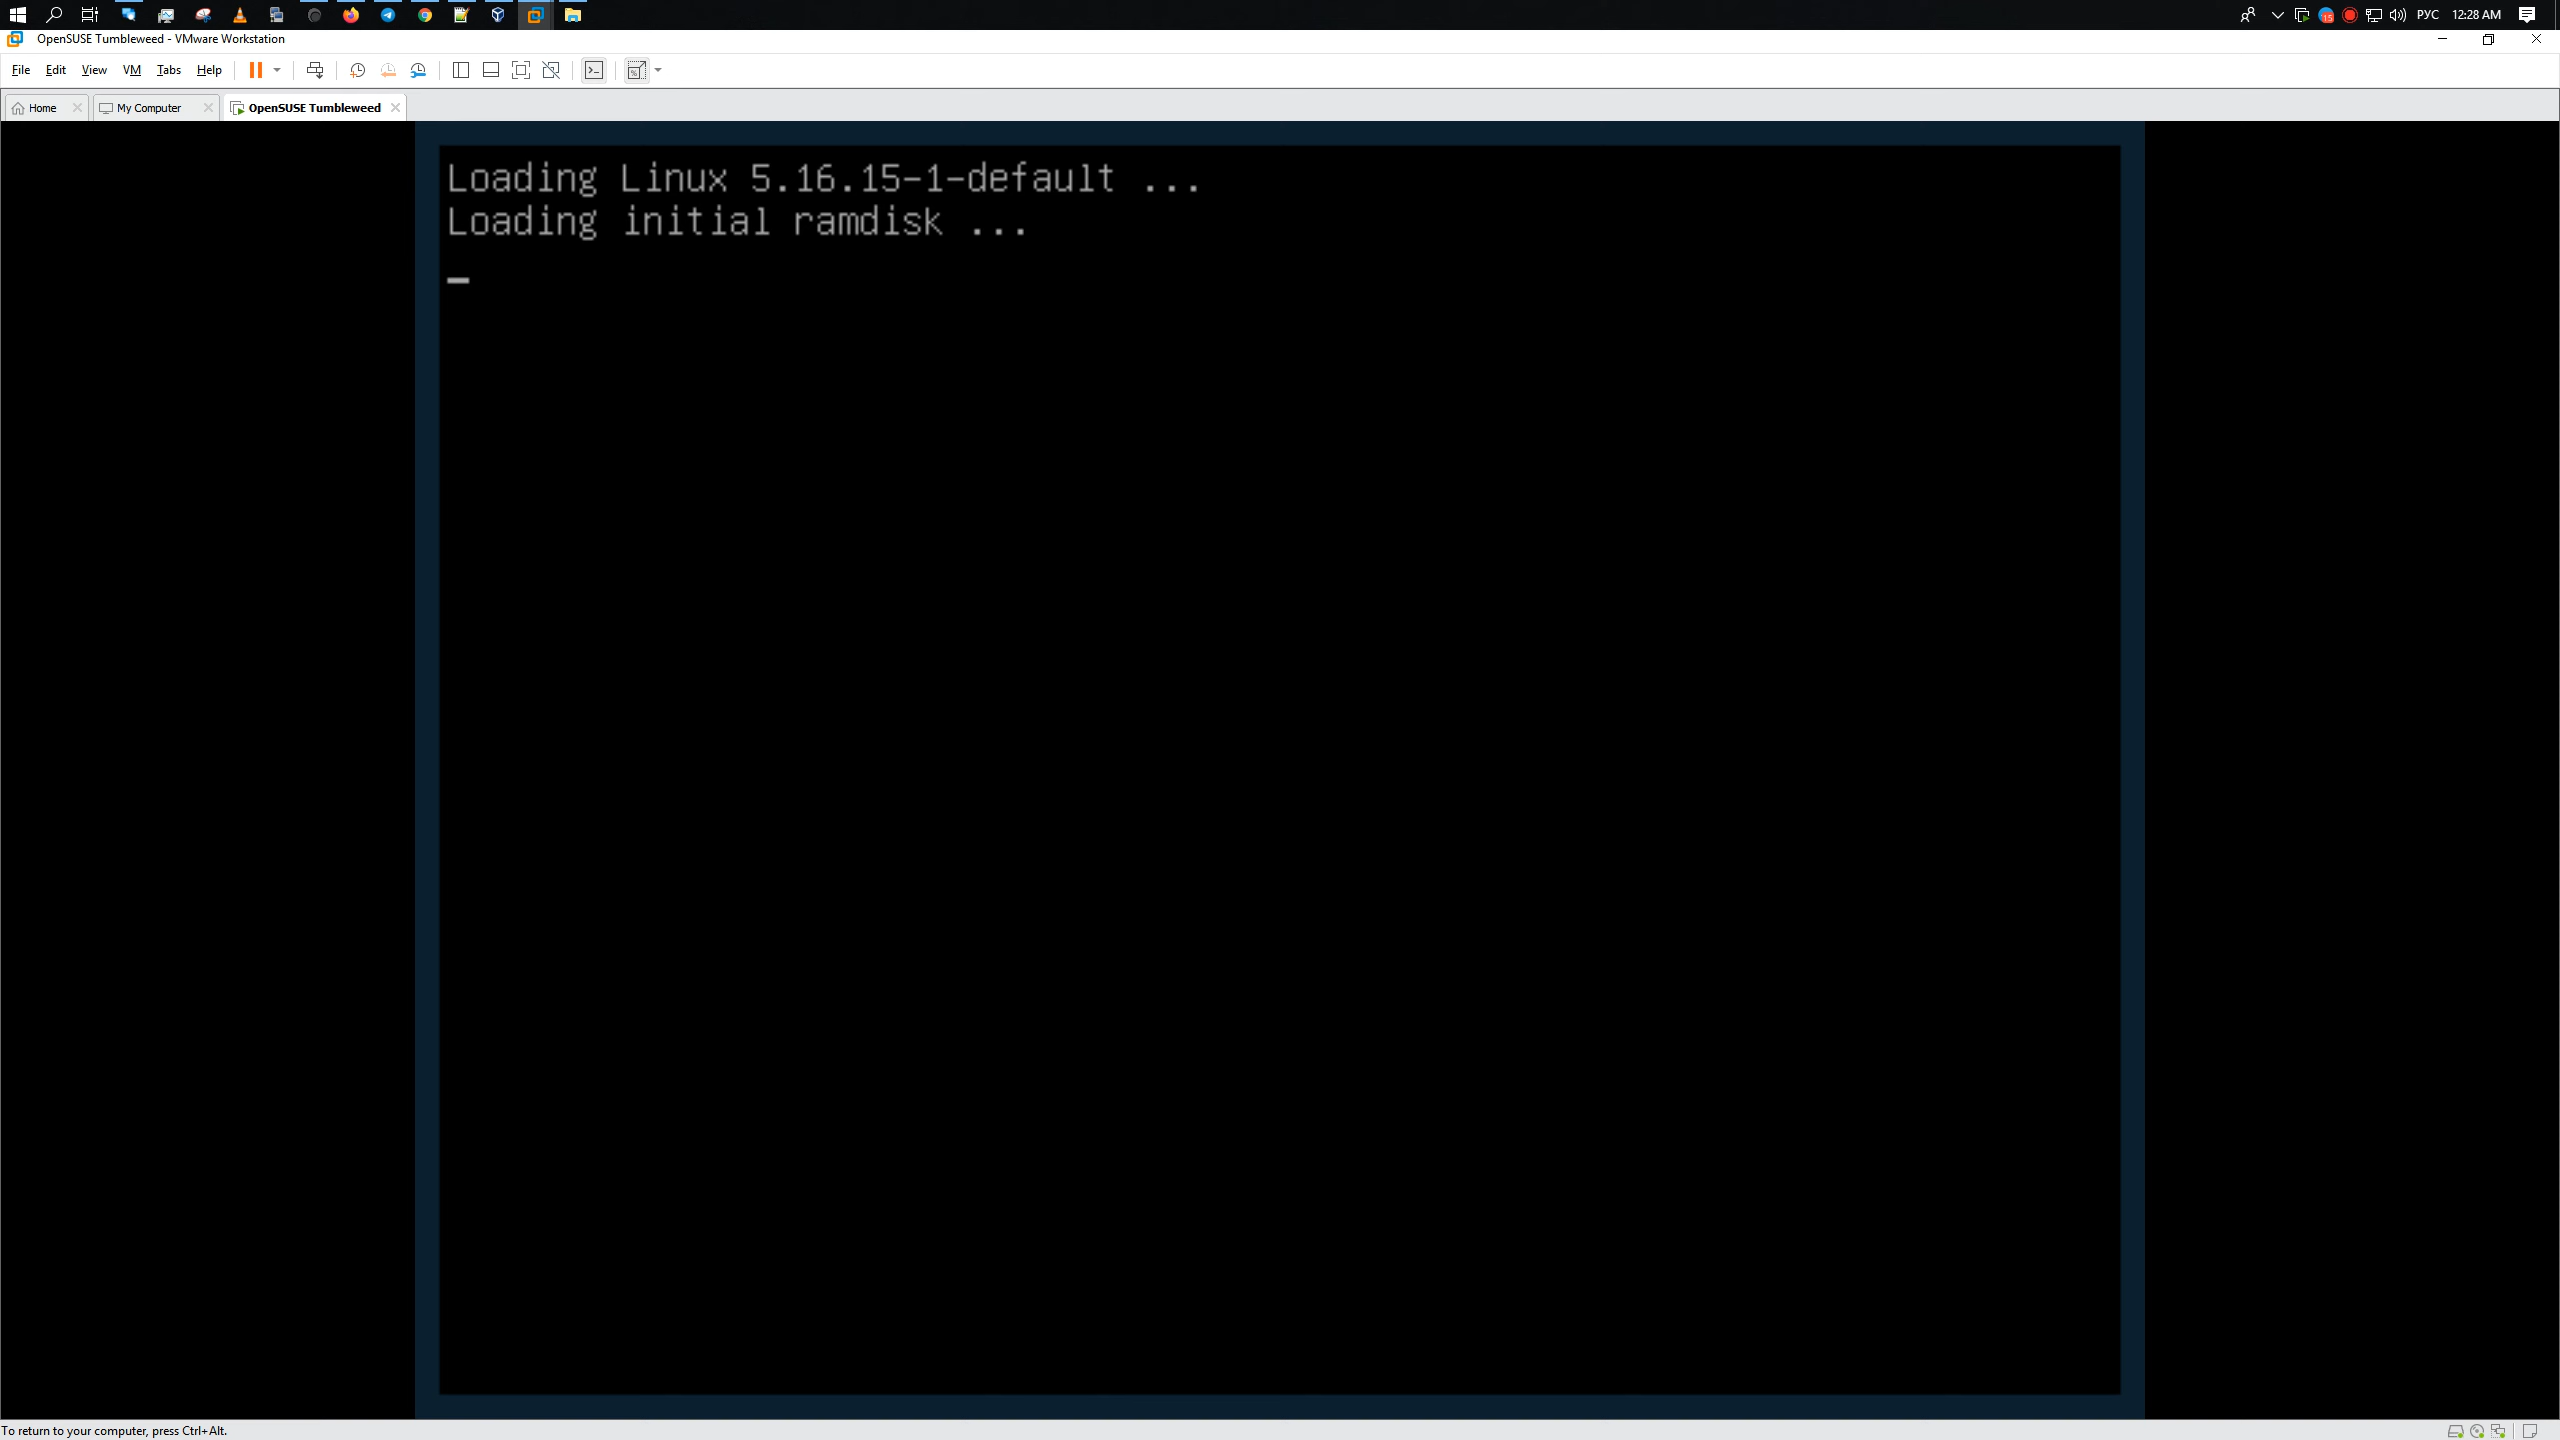 РУС 12:28 AM
OpenSUSE Tumbleweed - VMware Workstation
File Edit View VM Tabs Help
Home My Computer OpenSUSE Tumbleweed
Loading Linux 5.16.15-1-default ...
Loading initial ramdisk ...
To return to your computer, press Ctrl+Alt.